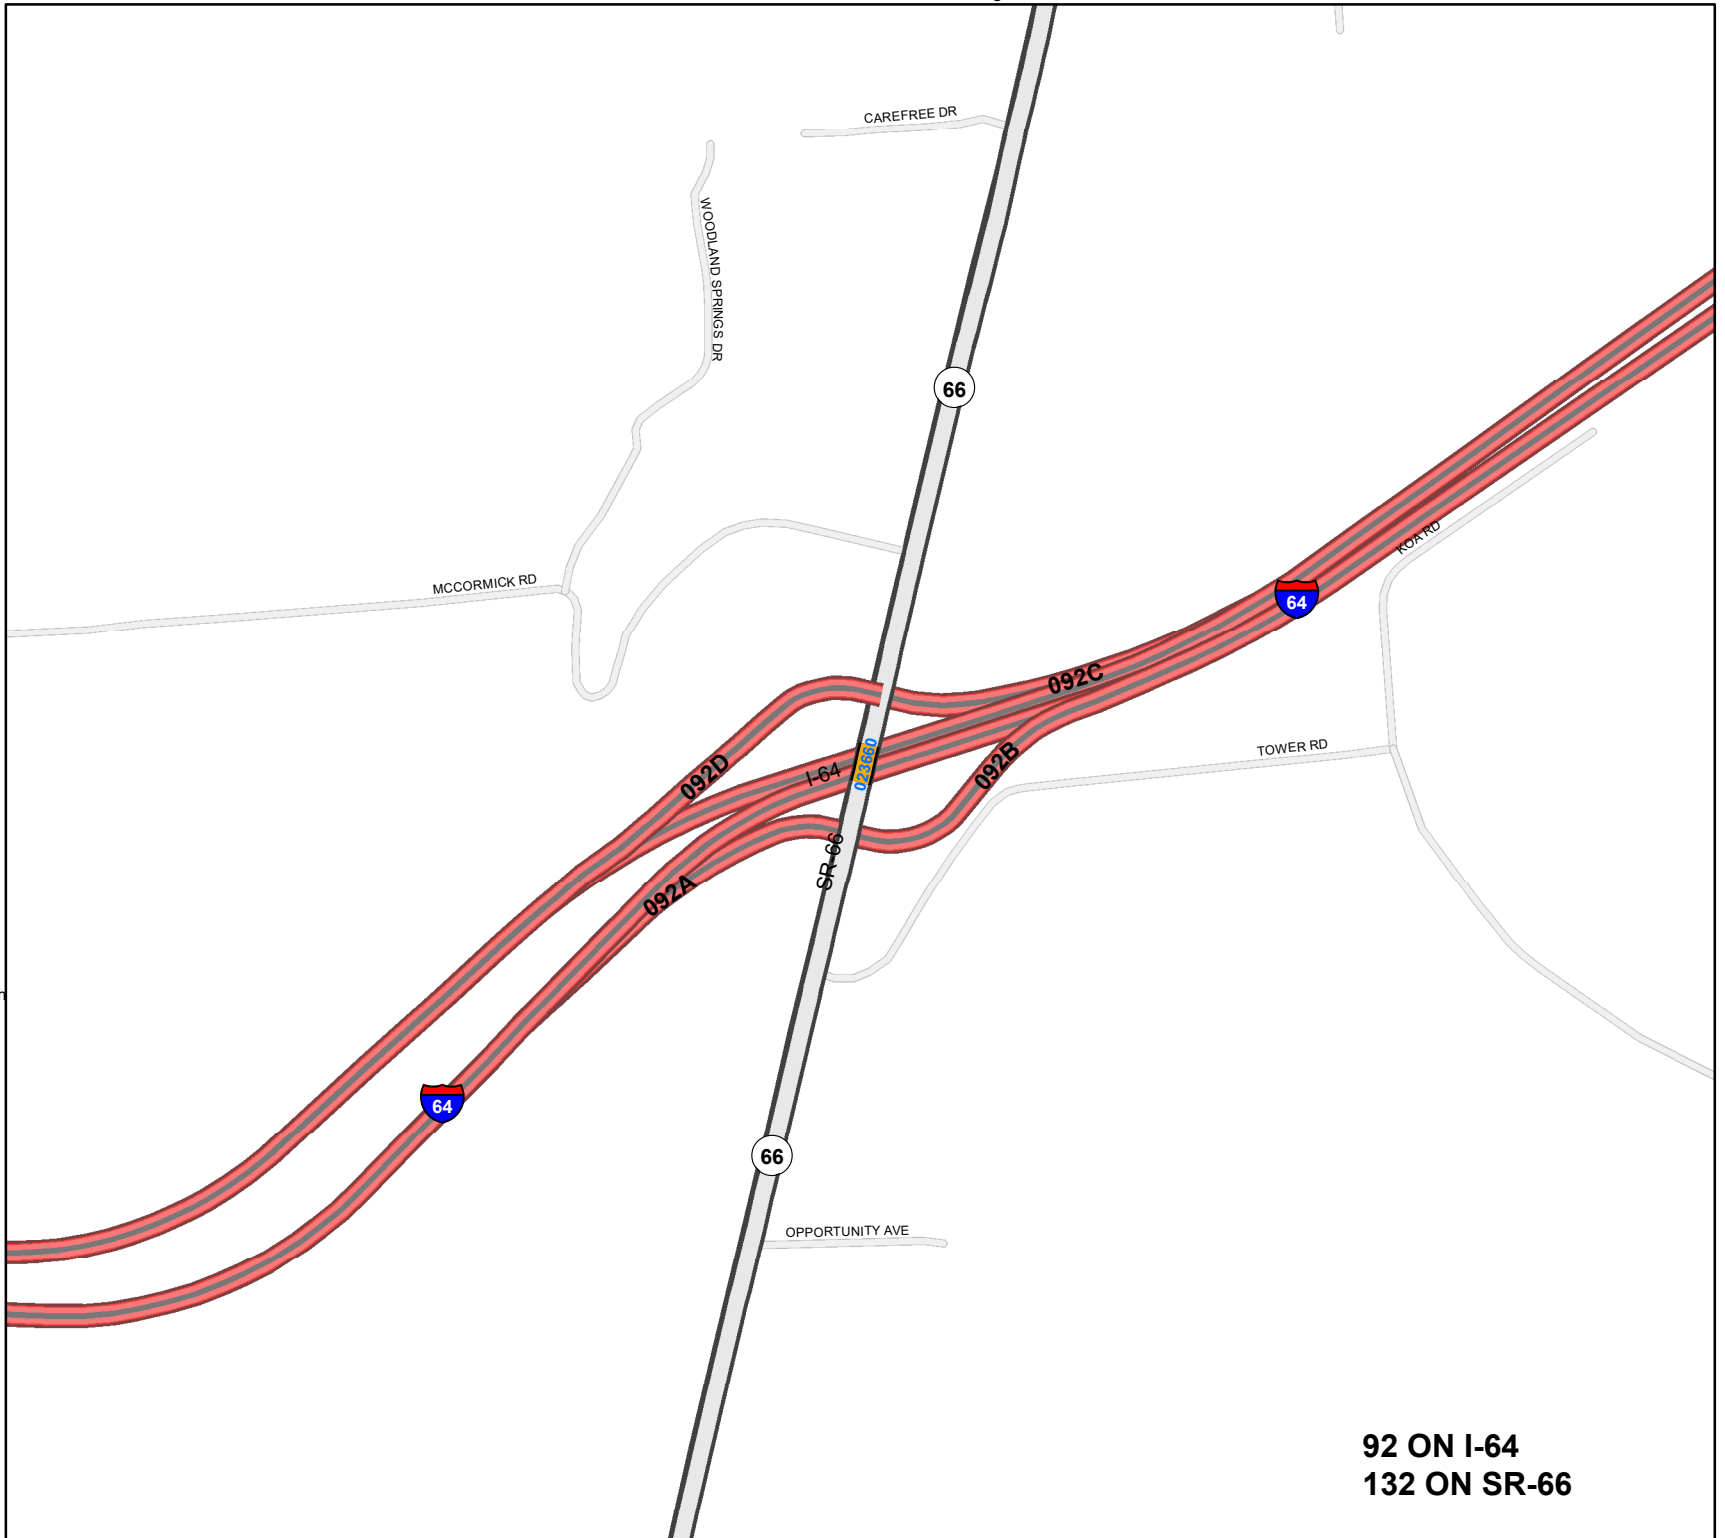 CAREFREE DR
WOODLAND SPRINGS DR
66
KOA RD
MCCORMICK RD
64
092C
TOWER RD
092B
023660
I-64
092D
SR-66
092A
64
66
OPPORTUNITY AVE
92 ON I-64
132 ON SR-66